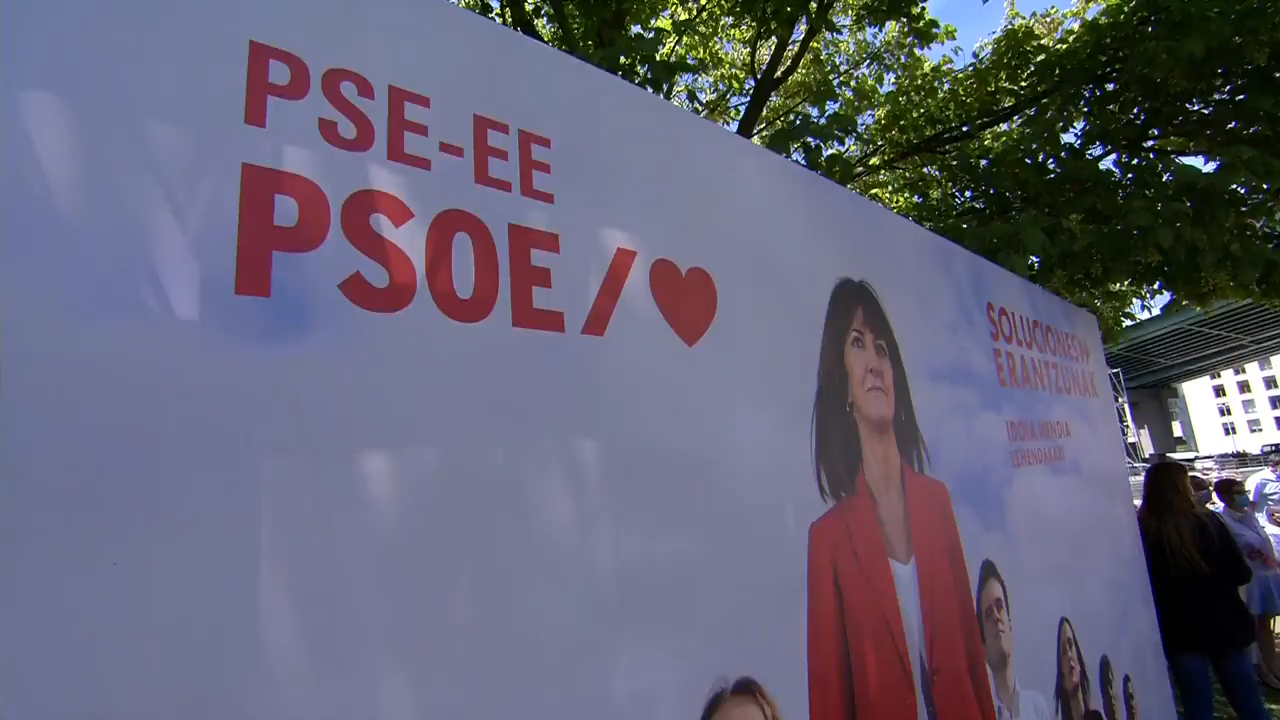 PSE-EE
PSOE/♥
SOLUCIONES»
ERANTZUNAK
IDOIA MENDIA
LEHENDAKARI